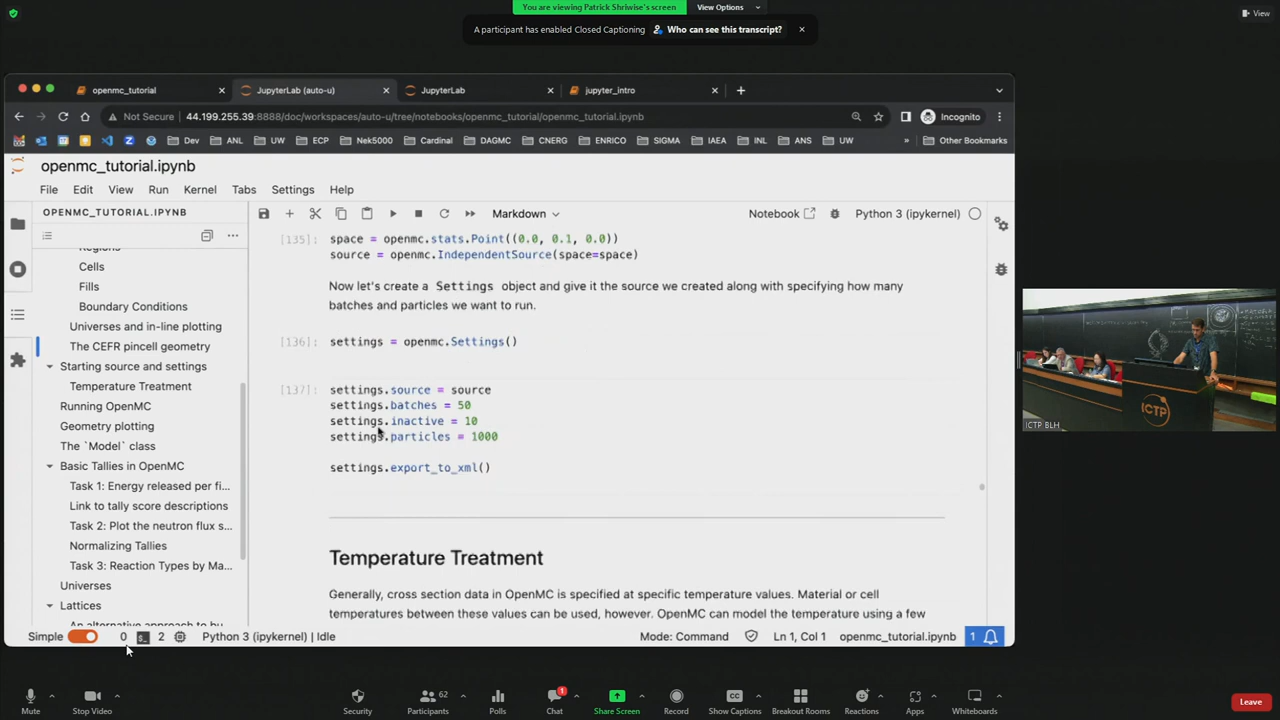 You are viewing Patrick Shriwise's screen
View Options
View
A participant has enabled Closed Captioning
Who can see this transcript?
openmc_tutorial
JupyterLab (auto-u)
JupyterLab
jupyter_intro
Not Secure
44.199.255.39:8888/doc/workspaces/auto-u/tree/notebooks/openmc_tutorial/openmc_tutorial.ipynb
Incognito
Dev
ANL
UW
ECP
Nek5000
Cardinal
DAGMC
CNERG
ENRICO
SIGMA
IAEA
INL
ANS
UW
»
Other Bookmarks
openmc_tutorial.ipynb
File Edit View Run Kernel Tabs Settings Help
OPENMC_TUTORIAL.IPYNB
Markdown
Notebook
Python 3 (ipykernel)
Cells
Fills
Boundary Conditions
Universes and in-line plotting
The CEFR pincell geometry
Starting source and settings
Temperature Treatment
Running OpenMC
Geometry plotting
The `Model` class
Basic Tallies in OpenMC
Task 1: Energy released per fi...
Link to tally score descriptions
Task 2: Plot the neutron flux s...
Normalizing Tallies
Task 3: Reaction Types by Ma...
Universes
Lattices
[135]: space = openmc.stats.Point((0.0, 0.1, 0.0))
source = openmc.IndependentSource(space=space)
Now let's create a Settings object and give it the source we created along with specifying how many
batches and particles we want to run.
[136]: settings = openmc.Settings()
[137]: settings.source = source
settings.batches = 50
settings.inactive = 10
settings.particles = 1000
settings.export_to_xml()
Temperature Treatment
Generally, cross section data in OpenMC is specified at specific temperature values. Material or cell
temperatures between these values can be used, however. OpenMC can model the temperature using a few
Simple
0
2
Python 3 (ipykernel) | Idle
Mode: Command
Ln 1, Col 1
openmc_tutorial.ipynb
1
ICTP
ICTP BLH
Mute
Stop Video
Security
Participants
62
Polls
Chat
1
Share Screen
Record
CC
Show Captions
Breakout Rooms
Reactions
Apps
Whiteboards
Leave